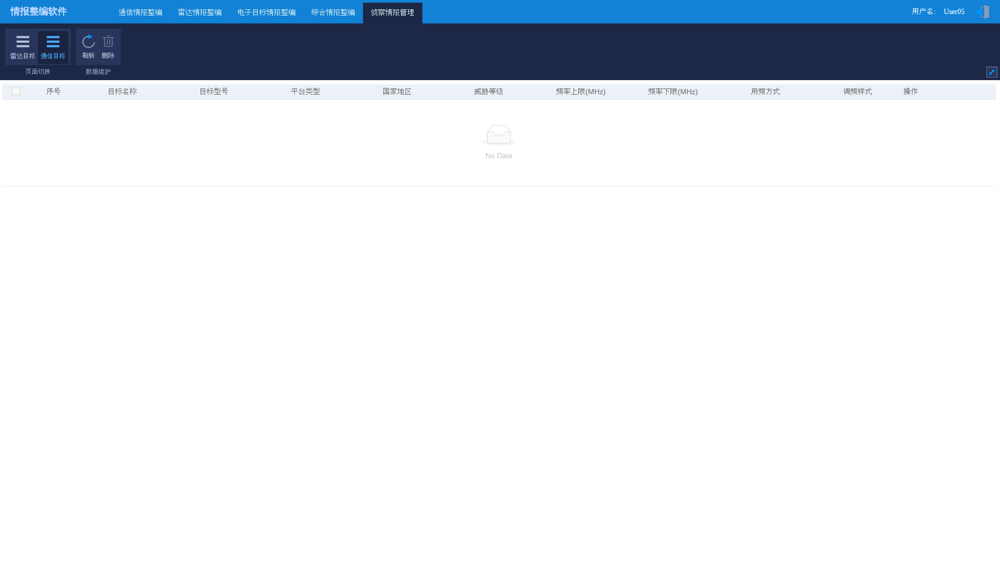 情报整编软件 通信情报整编 雷达情报整编 电子目标情报整编 综合情报整编 侦察情报管理 用户名： User05
雷达目标 通信目标 刷新 删除
页面切换 数据维护
序号 目标名称 目标型号 平台类型 国家地区 威胁等级 频率上限(MHz) 频率下限(MHz) 用频方式 调频样式 操作
No Data